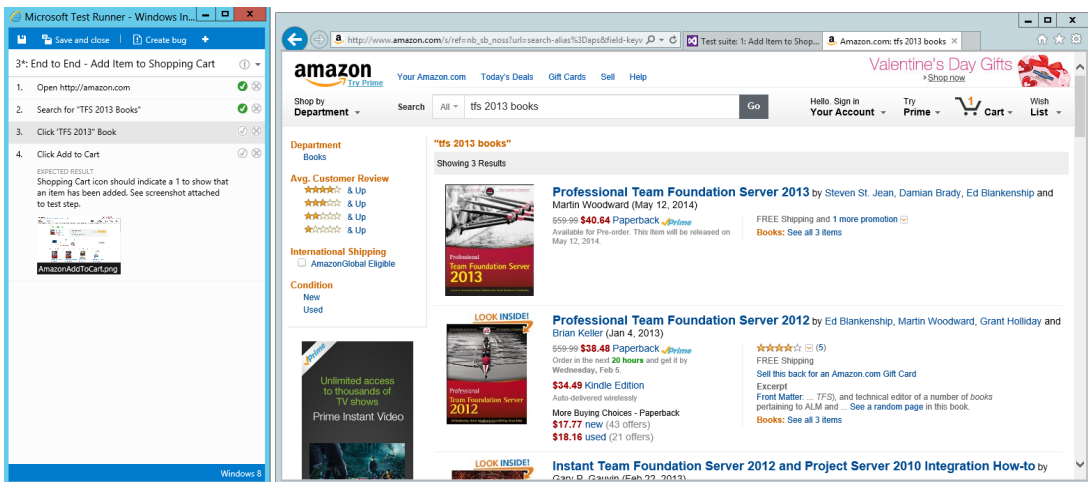 Microsoft Test Runner - Windows In...
Save and close
Create bug
3*: End to End - Add Item to Shopping Cart
1. Open http://amazon.com
2. Search for "TFS 2013 Books"
3. Click 'TFS 2013" Book
4. Click Add to Cart
EXPECTED RESULT
Shopping Cart icon should indicate a 1 to show that
an item has been added. See screenshot attached
to test step.
AmazonAddToCart.png
Windows 8
http://www.amazon.com/s/ref=nb_sb_noss?url=search-alias%3Daps&field-keyv
Test suite: 1: Add Item to Shop...
Amazon.com: tfs 2013 books
amazon
Try Prime
Your Amazon.com Today's Deals Gift Cards Sell Help
Valentine's Day Gifts
Shop now
Shop by
Department
Search
All
tfs 2013 books
Go
Hello. Sign in
Your Account
Try
Prime
1
Cart
Wish
List
Department
Books
Avg. Customer Review
& Up
& Up
& Up
& Up
International Shipping
AmazonGlobal Eligible
Condition
New
Used
Prime
Unlimited access
to thousands of
TV shows
Prime Instant Video
"tfs 2013 books"
Showing 3 Results
Professional
Team Foundation Server
2013
Professional Team Foundation Server 2013 by Steven St. Jean, Damian Brady, Ed Blankenship and
Martin Woodward (May 12, 2014)
$59.99 $40.64 Paperback Prime
Available for Pre-order. This item will be released on
May 12, 2014.
FREE Shipping and 1 more promotion
Books: See all 3 items
LOOK INSIDE!
Professional
Team Foundation Server
2012
Professional Team Foundation Server 2012 by Ed Blankenship, Martin Woodward, Grant Holliday and
Brian Keller (Jan 4, 2013)
$59.99 $38.48 Paperback Prime
Order in the next 20 hours and get it by
Wednesday, Feb 5.
$34.49 Kindle Edition
Auto-delivered wirelessly
More Buying Choices - Paperback
$17.77 new (43 offers)
$18.16 used (21 offers)
(5)
FREE Shipping
Sell this back for an Amazon.com Gift Card
Excerpt
Front Matter: ... TFS), and technical editor of a number of books
pertaining to ALM and ... See a random page in this book.
Books: See all 3 items
LOOK INSIDE!
Instant Team Foundation Server 2012 and Project Server 2010 Integration How-to by
Gary P. Gauvin (Feb 22, 2013)